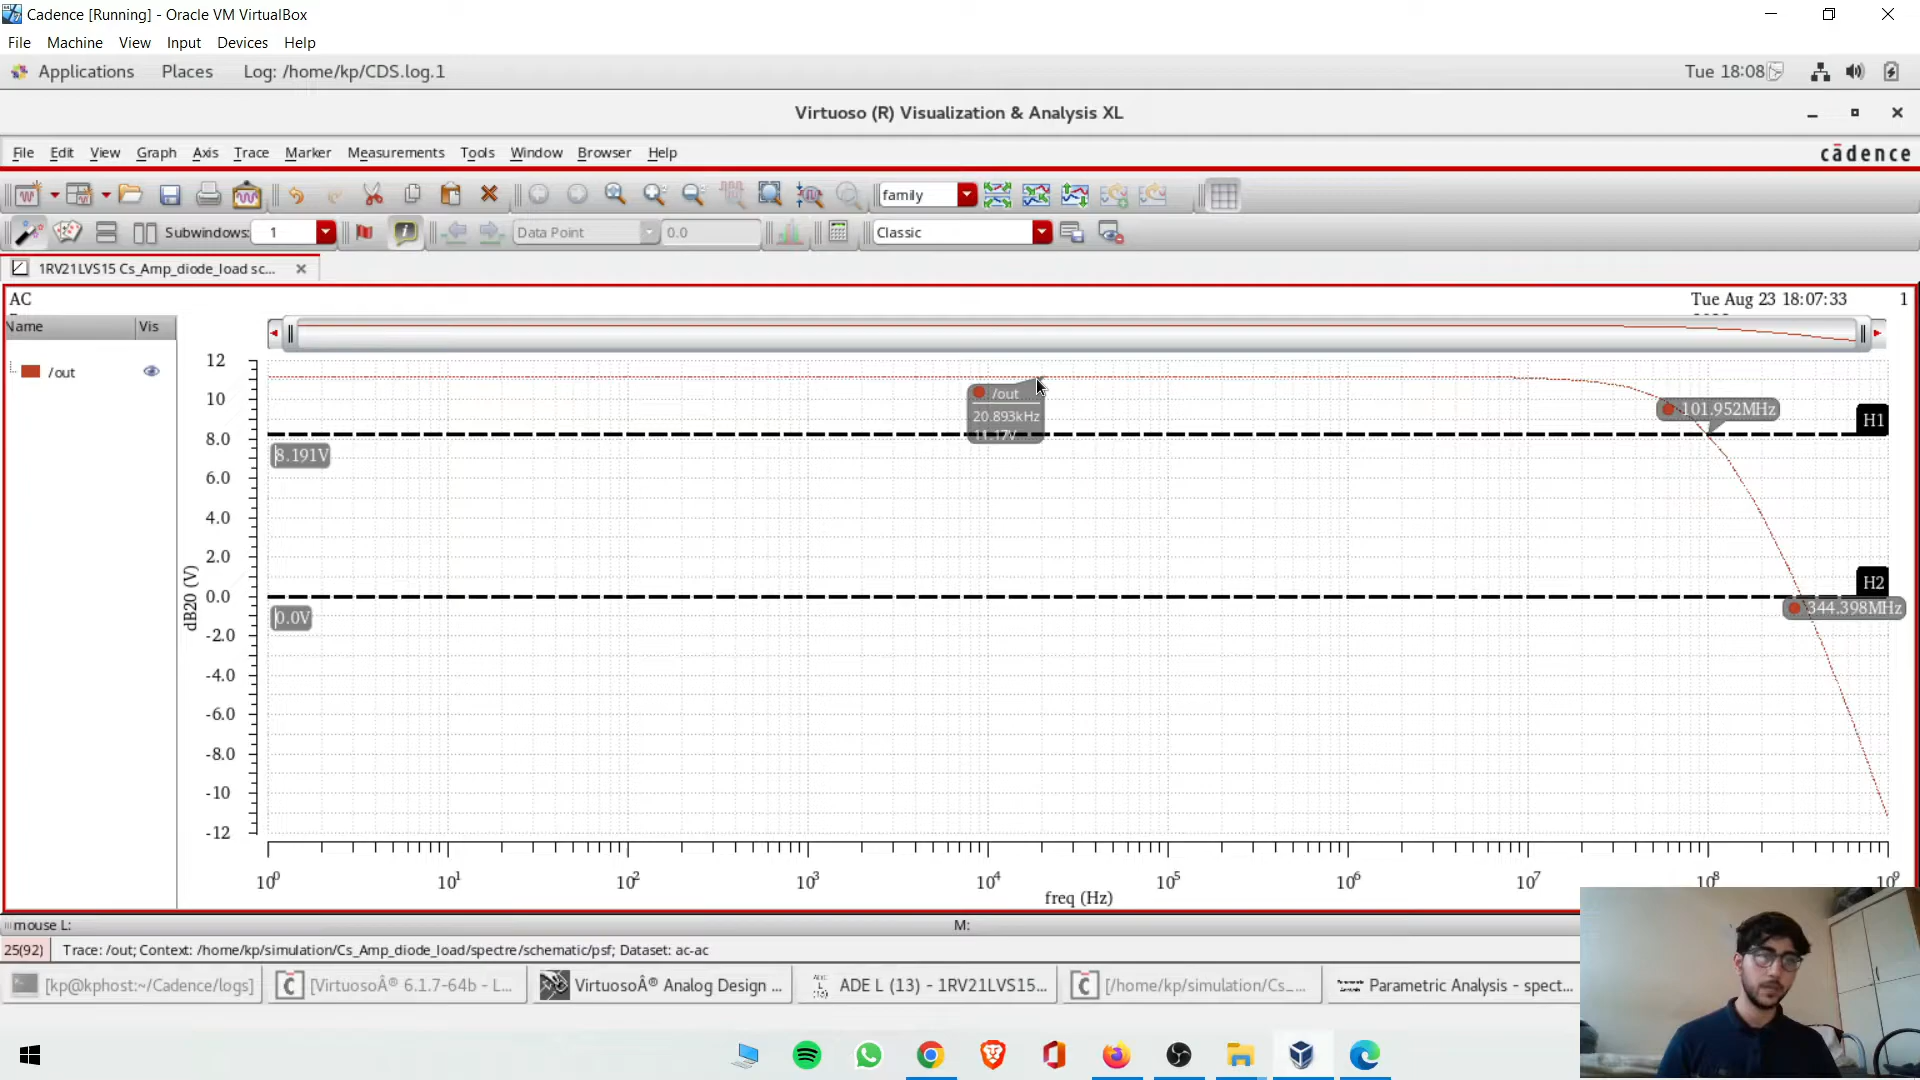 Cadence [Running] - Oracle VM VirtualBox
File Machine View Input Devices Help
Applications Places Log: /home/kp/CDS.log.1 Tue 18:08
Virtuoso (R) Visualization & Analysis XL
File Edit View Graph Axis Trace Marker Measurements Tools Window Browser Help cādence
family
Subwindows: 1 Data Point 0.0 Classic
1RV21LVS15 Cs_Amp_diode_load sc...
AC Tue Aug 23 18:07:33 1
Name Vis
/out
12
10
8.0
6.0
4.0
2.0
0.0
-2.0
-4.0
-6.0
-8.0
-10
-12
dB20 (V)
/out
20.893kHz
11.17V
101.952MHz
H1
8.191V
H2
0.0V
344.398MHz
10⁰ 10¹ 10² 10³ 10⁴ 10⁵ 10⁶ 10⁷ 10⁸ 10⁹
freq (Hz)
mouse L: M:
25(92) Trace: /out; Context: /home/kp/simulation/Cs_Amp_diode_load/spectre/schematic/psf; Dataset: ac-ac
[kp@kphost:~/Cadence/logs] [VirtuosoÂ® 6.1.7-64b - L... VirtuosoÂ® Analog Design ... ADE L (13) - 1RV21LVS15... [/home/kp/simulation/Cs_... Parametric Analysis - spect...